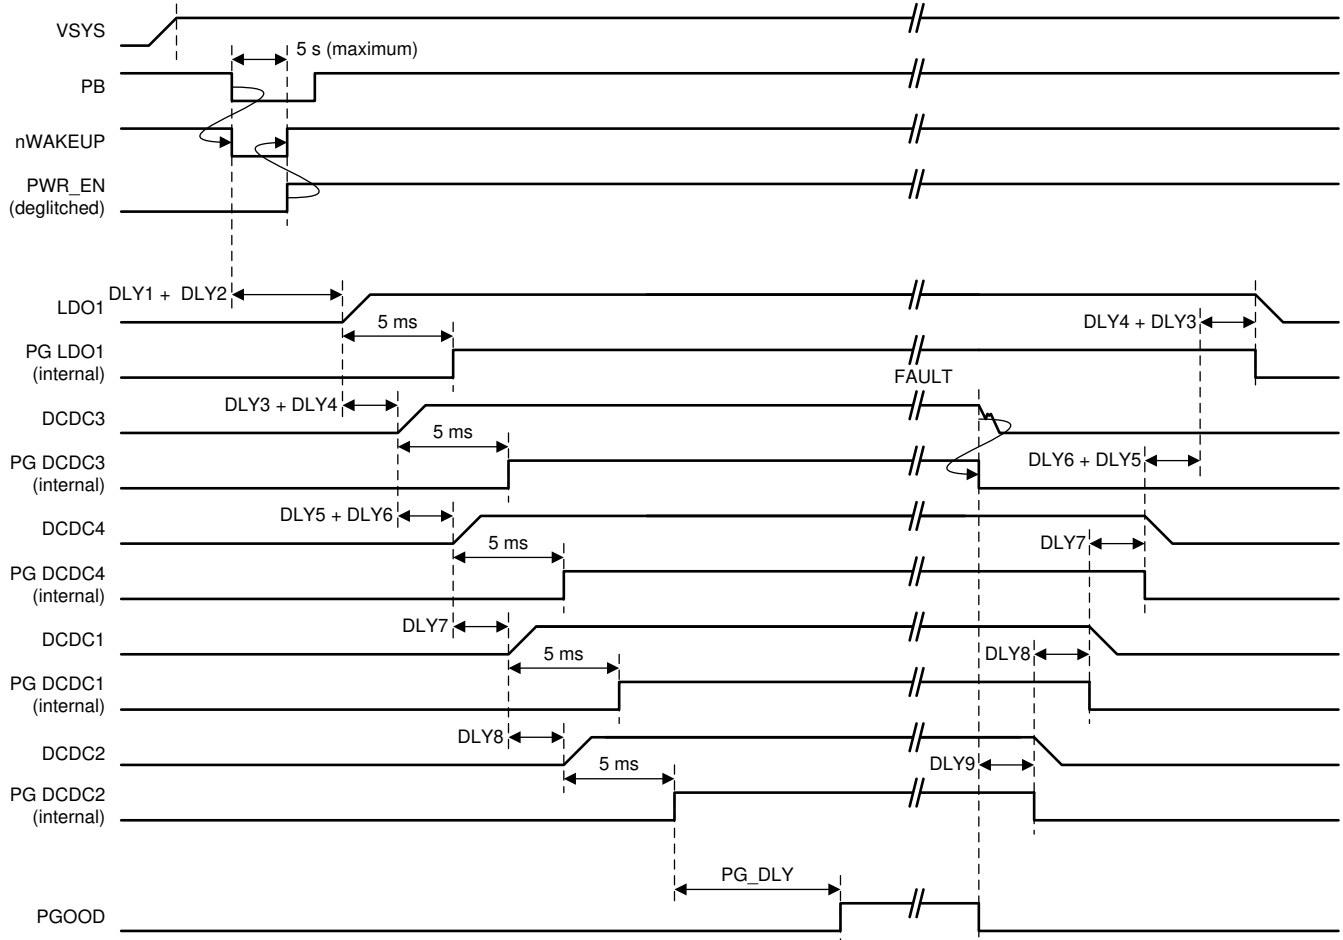 VSYS
5 s (maximum)
PB
nWAKEUP
PWR_EN
(deglitched)
DLY1 + DLY2
LDO1
5 ms
DLY4 + DLY3
PG LDO1
(internal)
FAULT
DLY3 + DLY4
DCDC3
5 ms
PG DCDC3
(internal)
DLY6 + DLY5
DLY5 + DLY6
DCDC4
5 ms
DLY7
PG DCDC4
(internal)
DLY7
DCDC1
5 ms
DLY8
PG DCDC1
(internal)
DLY8
DCDC2
5 ms
DLY9
PG DCDC2
(internal)
PG_DLY
PGOOD